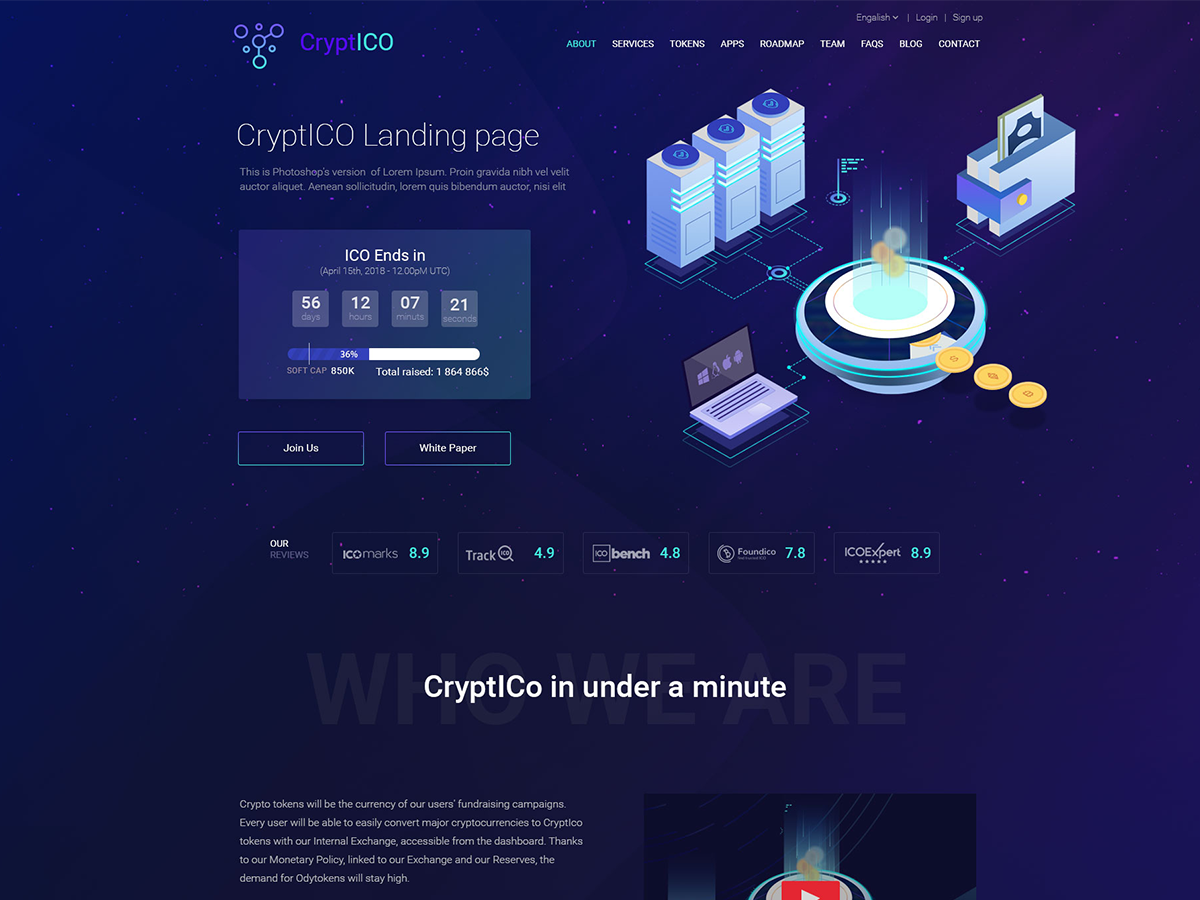 Engalish | Login | Sign up
CryptICO
ABOUT SERVICES TOKENS APPS ROADMAP TEAM FAQS BLOG CONTACT
CryptICO Landing page
This is Photoshop's version of Lorem Ipsum. Proin gravida nibh vel velit
auctor aliquet. Aenean sollicitudin, lorem quis bibendum auctor, nisi elit
ICO Ends in
(April 15th, 2018 - 12.00pM UTC)
56 12 07 21
days hours minuts seconds
36%
SOFT CAP 850K Total raised: 1 864 866$
Join Us White Paper
OUR
REVIEWS
ICOmarks 8.9
Track ICO 4.9
ICO bench 4.8
Foundico 7.8
ICOExpert 8.9
WHO WE ARE
CryptICo in under a minute
Crypto tokens will be the currency of our users' fundraising campaigns.
Every user will be able to easily convert major cryptocurrencies to CryptIco
tokens with our Internal Exchange, accessible from the dashboard. Thanks
to our Monetary Policy, linked to our Exchange and our Reserves, the
demand for Odytokens will stay high.